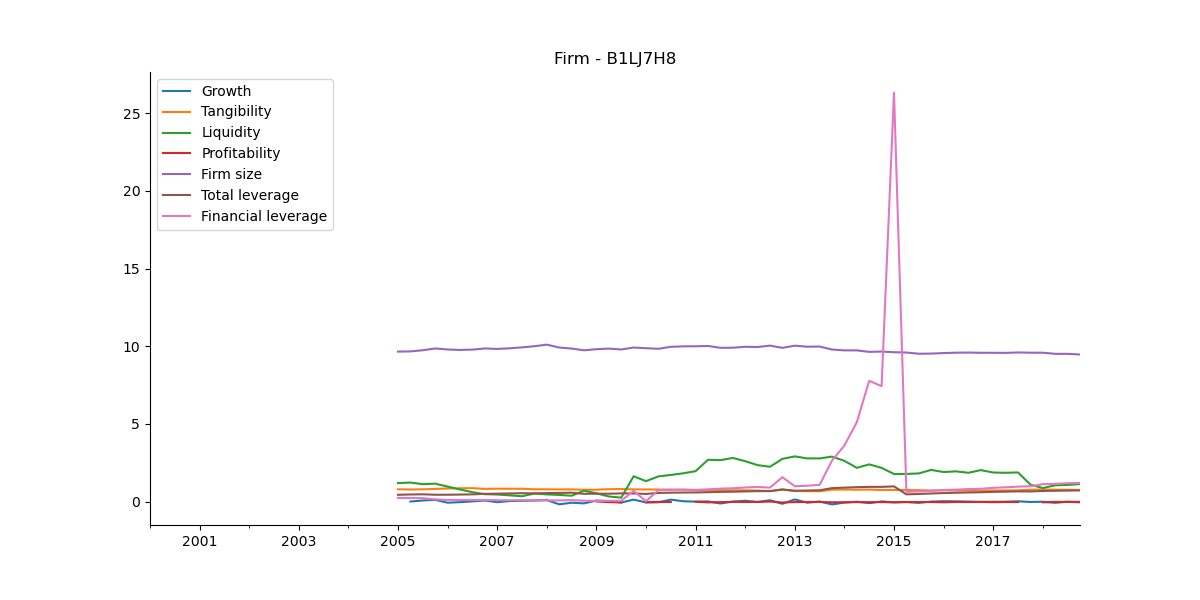 Firm - B1LJ7H8
Growth
Tangibility
Liquidity
Profitability
Firm size
Total leverage
Financial leverage
25
20
15
10
5
0
2001 2003 2005 2007 2009 2011 2013 2015 2017